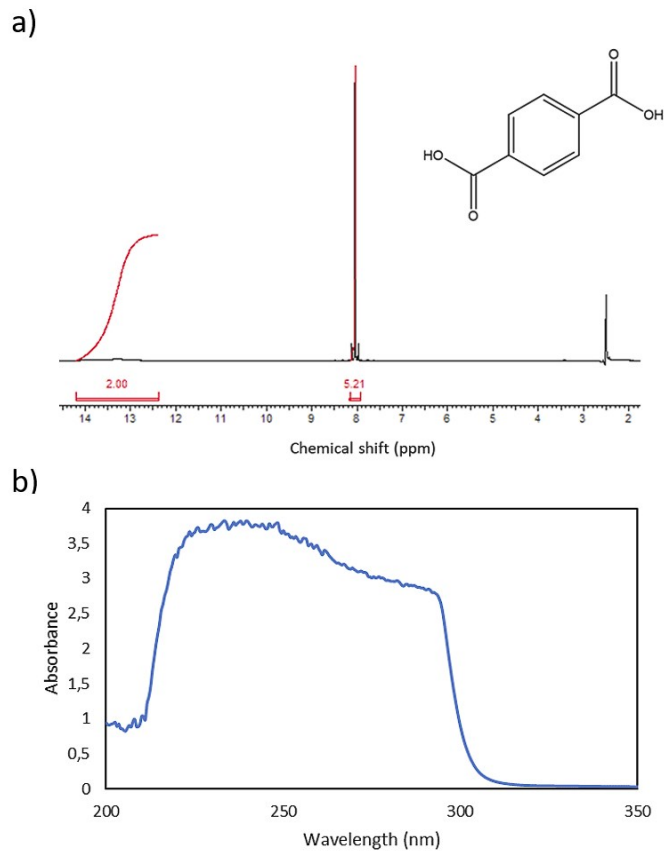 a)
O
OH
HO
O
2.00
5.21
14 13 12 11 10 9 8 7 6 5 4 3 2
Chemical shift (ppm)
b)
4
3,5
3
2,5
2
1,5
1
0,5
0
Absorbance
200 250 300 350
Wavelength (nm)